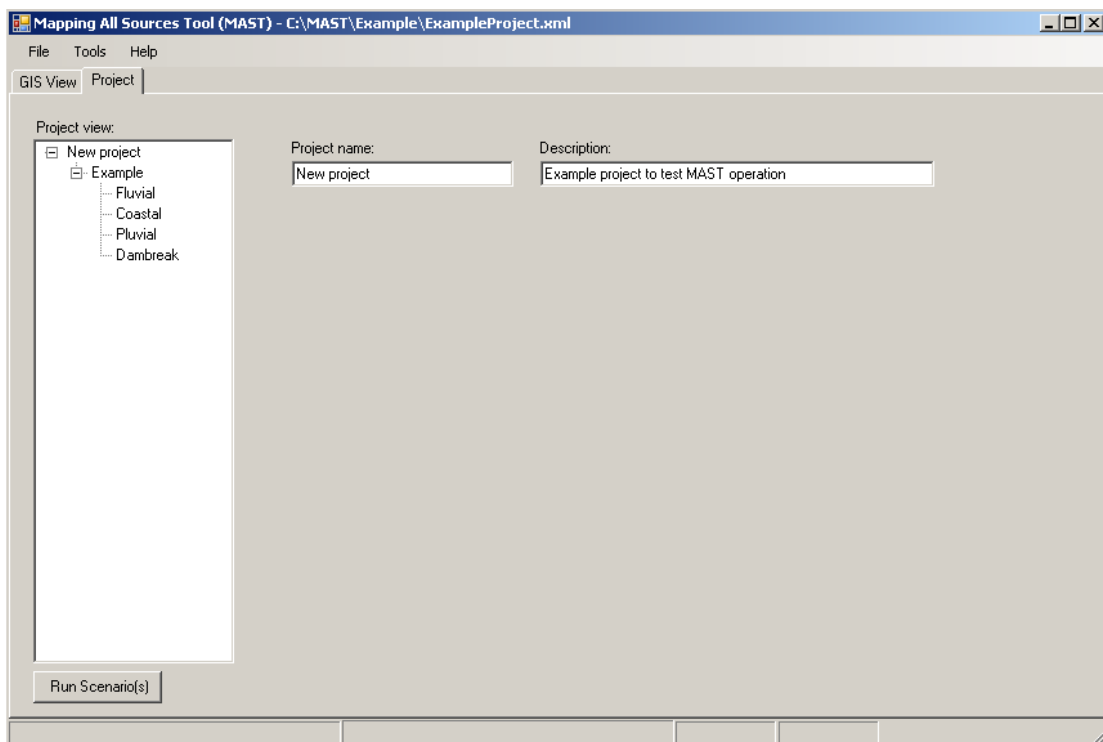 Mapping All Sources Tool (MAST) - C:\MAST\Example\ExampleProject.xml
File Tools Help
GIS View Project
Project view:
New project
Example
Fluvial
Coastal
Pluvial
Dambreak
Project name:
New project
Description:
Example project to test MAST operation
Run Scenario(s)